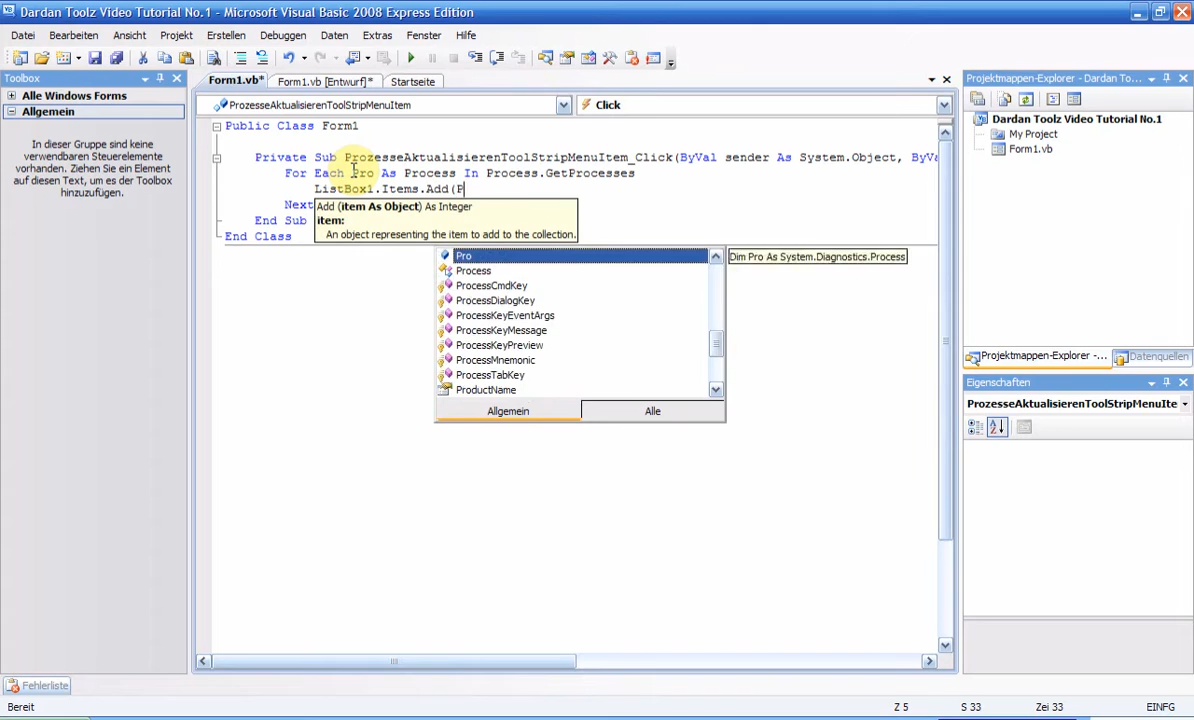 Dardan Toolz Video Tutorial No.1 - Microsoft Visual Basic 2008 Express Edition
Datei Bearbeiten Ansicht Projekt Erstellen Debuggen Daten Extras Fenster Hilfe
Toolbox
All Windows Forms
Allgemein
In dieser Gruppe sind keine
verwendbaren Steuerelemente
vorhanden. Ziehen Sie ein Element
auf diesen Text, um es der Toolbox
hinzuzufügen.
Form1.vb* Form1.vb [Entwurf]* Startseite
ProzesseAktualisierenToolStripMenuItem Click
Public Class Form1
Private Sub ProzesseAktualisierenToolStripMenuItem_Click(ByVal sender As System.Object, ByVa
For Each Pro As Process In Process.GetProcesses
ListBox1.Items.Add(P
Next
End Sub
End Class
Add (item As Object) As Integer
item:
An object representing the item to add to the collection.
Pro
Process
ProcessCmdKey
ProcessDialogKey
ProcessKeyEventArgs
ProcessKeyMessage
ProcessKeyPreview
ProcessMnemonic
ProcessTabKey
ProductName
Allgemein Alle
Dim Pro As System.Diagnostics.Process
Projektmappen-Explorer - Dardan To...
Dardan Toolz Video Tutorial No.1
My Project
Form1.vb
Projektmappen-Explorer -... Datenquellen
Eigenschaften
ProzesseAktualisierenToolStripMenuIte
Fehlerliste
Bereit Z 5 S 33 Zei 33 EINFG